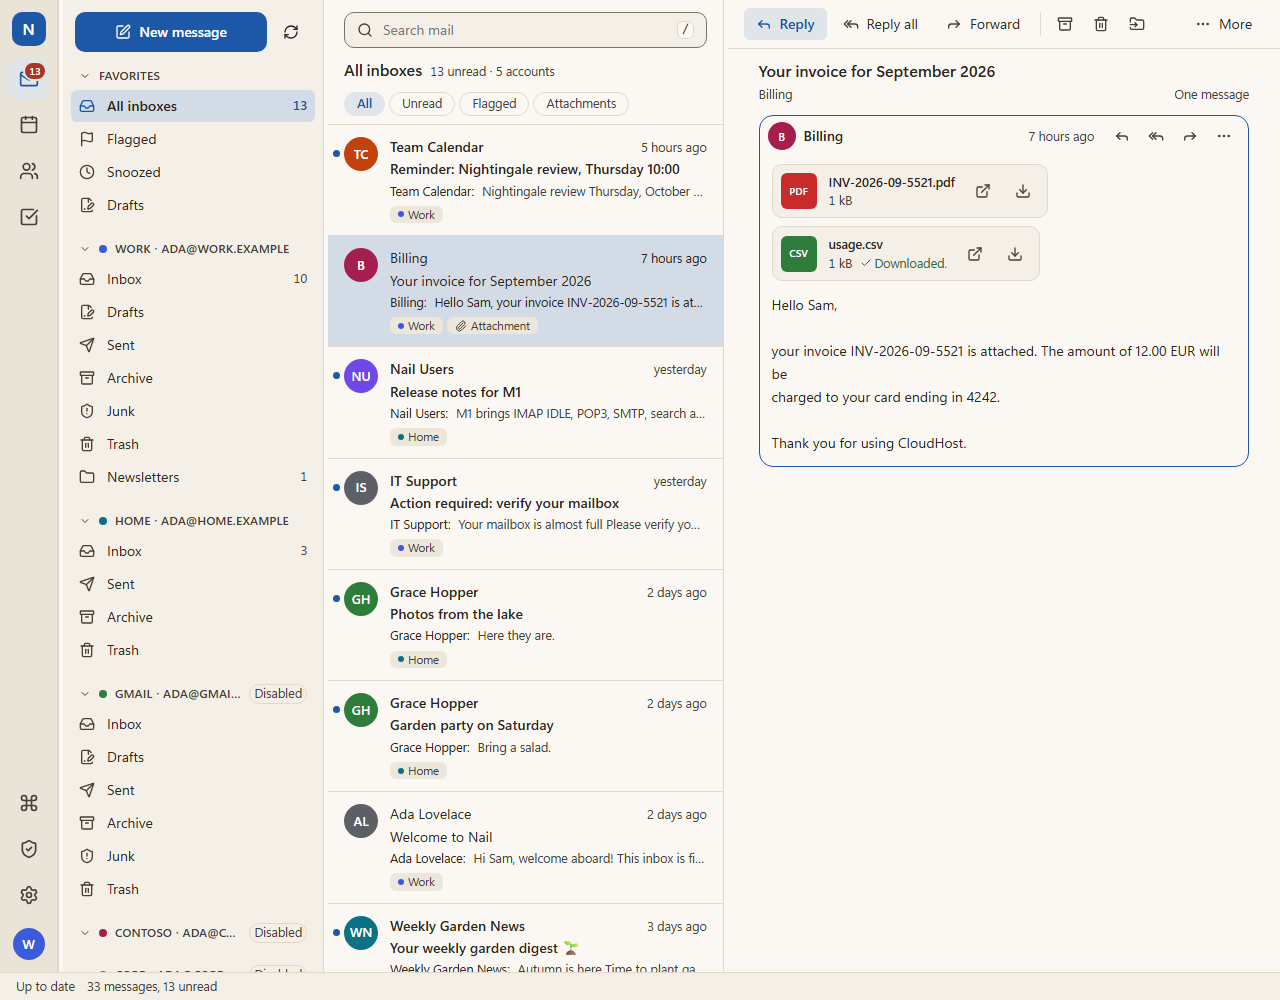 N
New message
13
FAVORITES
All inboxes 13
Flagged
Snoozed
Drafts
WORK · ADA@WORK.EXAMPLE
Inbox 10
Drafts
Sent
Archive
Junk
Trash
Newsletters 1
HOME · ADA@HOME.EXAMPLE
Inbox 3
Sent
Archive
Trash
GMAIL · ADA@GMAI... Disabled
Inbox
Drafts
Sent
Archive
Junk
Trash
CONTOSO · ADA@C... Disabled
W
Search mail /
All inboxes 13 unread · 5 accounts
All Unread Flagged Attachments
TC Team Calendar 5 hours ago
Reminder: Nightingale review, Thursday 10:00
Team Calendar: Nightingale review Thursday, October ...
Work
B Billing 7 hours ago
Your invoice for September 2026
Billing: Hello Sam, your invoice INV-2026-09-5521 is at...
Work Attachment
NU Nail Users yesterday
Release notes for M1
Nail Users: M1 brings IMAP IDLE, POP3, SMTP, search a...
Home
IS IT Support yesterday
Action required: verify your mailbox
IT Support: Your mailbox is almost full Please verify yo...
Work
GH Grace Hopper 2 days ago
Photos from the lake
Grace Hopper: Here they are.
Home
GH Grace Hopper 2 days ago
Garden party on Saturday
Grace Hopper: Bring a salad.
Home
AL Ada Lovelace 2 days ago
Welcome to Nail
Ada Lovelace: Hi Sam, welcome aboard! This inbox is fi...
Work
WN Weekly Garden News 3 days ago
Your weekly garden digest 🌱
Weekly Garden News: Autumn is here Time to plant ga...
Reply Reply all Forward More
Your invoice for September 2026
Billing One message
B Billing 7 hours ago
PDF INV-2026-09-5521.pdf
1 kB
CSV usage.csv
1 kB Downloaded.
Hello Sam,
your invoice INV-2026-09-5521 is attached. The amount of 12.00 EUR will
be
charged to your card ending in 4242.
Thank you for using CloudHost.
Up to date 33 messages, 13 unread